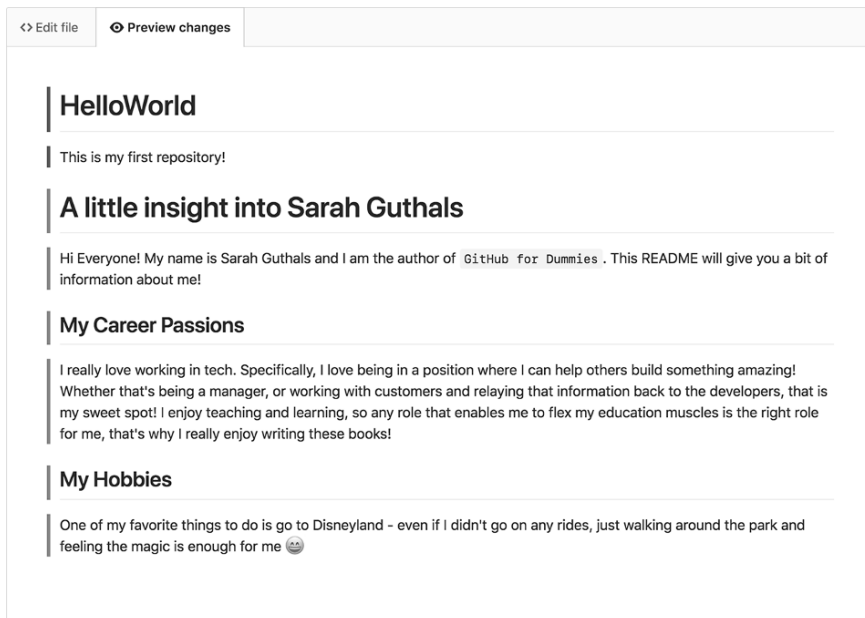 Edit file
Preview changes
HelloWorld
This is my first repository!
A little insight into Sarah Guthals
Hi Everyone! My name is Sarah Guthals and I am the author of GitHub for Dummies. This README will give you a bit of
information about me!
My Career Passions
I really love working in tech. Specifically, I love being in a position where I can help others build something amazing!
Whether that's being a manager, or working with customers and relaying that information back to the developers, that is
my sweet spot! I enjoy teaching and learning, so any role that enables me to flex my education muscles is the right role
for me, that's why I really enjoy writing these books!
My Hobbies
One of my favorite things to do is go to Disneyland - even if I didn't go on any rides, just walking around the park and
feeling the magic is enough for me 😄